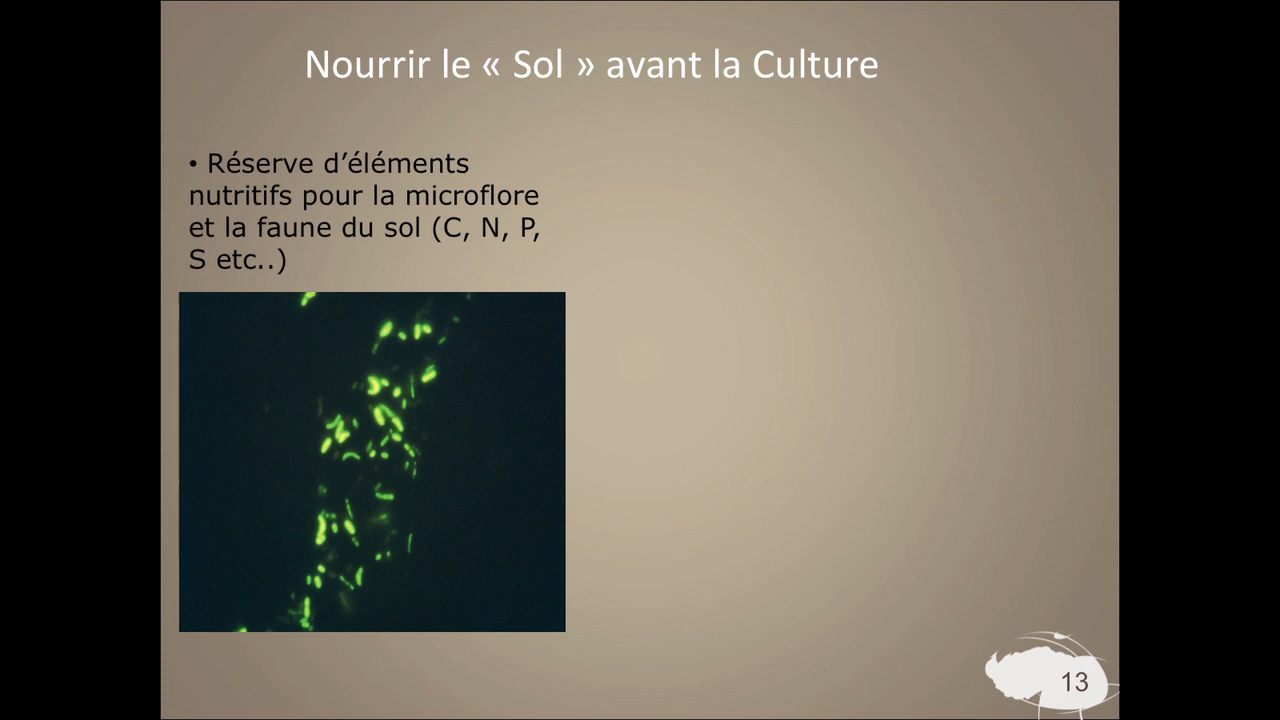 Nourrir le « Sol » avant la Culture
• Réserve d’éléments
nutritifs pour la microflore
et la faune du sol (C, N, P,
S etc..)
13